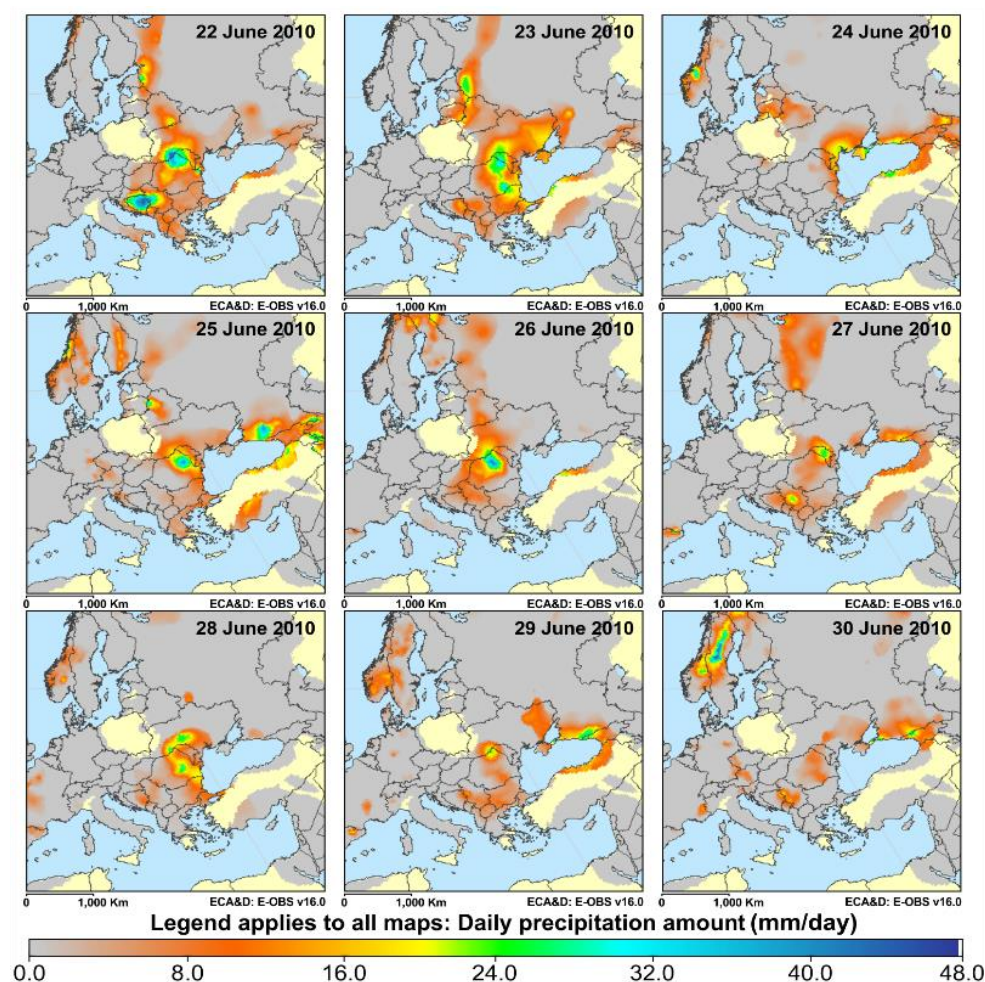 22 June 2010
23 June 2010
24 June 2010
0 1,000 Km ECA&D: E-OBS v16.0
0 1,000 Km ECA&D: E-OBS v16.0
0 1,000 Km ECA&D: E-OBS v16.0
25 June 2010
26 June 2010
27 June 2010
0 1,000 Km ECA&D: E-OBS v16.0
0 1,000 Km ECA&D: E-OBS v16.0
0 1,000 Km ECA&D: E-OBS v16.0
28 June 2010
29 June 2010
30 June 2010
0 1,000 Km ECA&D: E-OBS v16.0
0 1,000 Km ECA&D: E-OBS v16.0
0 1,000 Km ECA&D: E-OBS v16.0
Legend applies to all maps: Daily precipitation amount (mm/day)
0.0 8.0 16.0 24.0 32.0 40.0 48.0